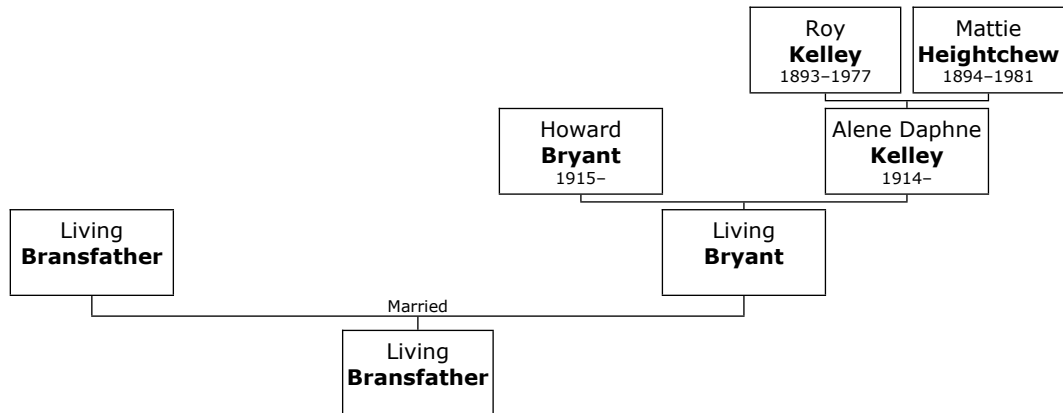 Roy
Kelley
1893–1977
Mattie
Heightchew
1894–1981
Howard
Bryant
1915–
Alene Daphne
Kelley
1914–
Living
Bransfather
Living
Bryant
Married
Living
Bransfather